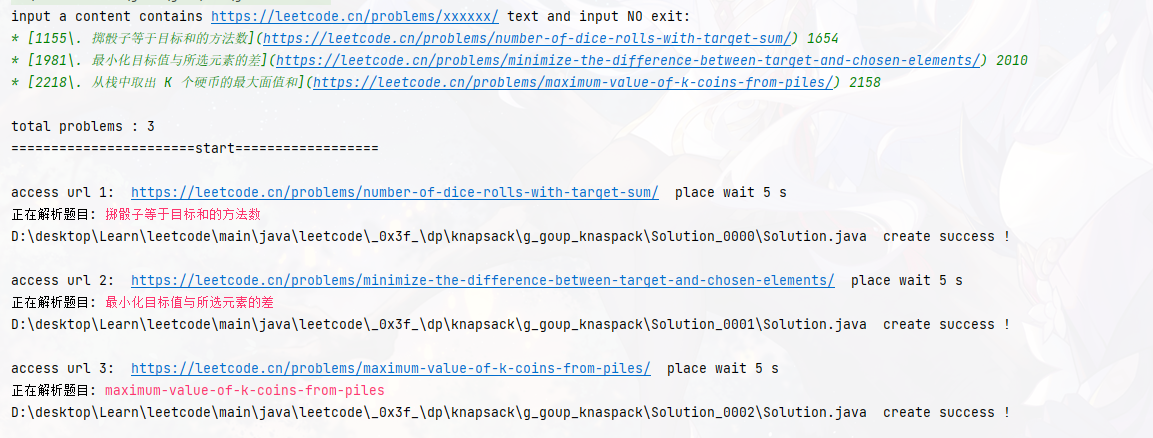 input a content contains https://leetcode.cn/problems/xxxxxx/ text and input NO exit:
* [1155\. 掷骰子等于目标和的方法数](https://leetcode.cn/problems/number-of-dice-rolls-with-target-sum/) 1654
* [1981\. 最小化目标值与所选元素的差](https://leetcode.cn/problems/minimize-the-difference-between-target-and-chosen-elements/) 2010
* [2218\. 从栈中取出 K 个硬币的最大面值和](https://leetcode.cn/problems/maximum-value-of-k-coins-from-piles/) 2158
total problems : 3
=======================start==================
access url 1:  https://leetcode.cn/problems/number-of-dice-rolls-with-target-sum/  place wait 5 s
正在解析题目: 掷骰子等于目标和的方法数
D:\desktop\Learn\leetcode\main\java\leetcode\_0x3f_\dp\knapsack\g_goup_knaspack\Solution_0000\Solution.java  create success !
access url 2:  https://leetcode.cn/problems/minimize-the-difference-between-target-and-chosen-elements/  place wait 5 s
正在解析题目: 最小化目标值与所选元素的差
D:\desktop\Learn\leetcode\main\java\leetcode\_0x3f_\dp\knapsack\g_goup_knaspack\Solution_0001\Solution.java  create success !
access url 3:  https://leetcode.cn/problems/maximum-value-of-k-coins-from-piles/  place wait 5 s
正在解析题目: maximum-value-of-k-coins-from-piles
D:\desktop\Learn\leetcode\main\java\leetcode\_0x3f_\dp\knapsack\g_goup_knaspack\Solution_0002\Solution.java  create success !